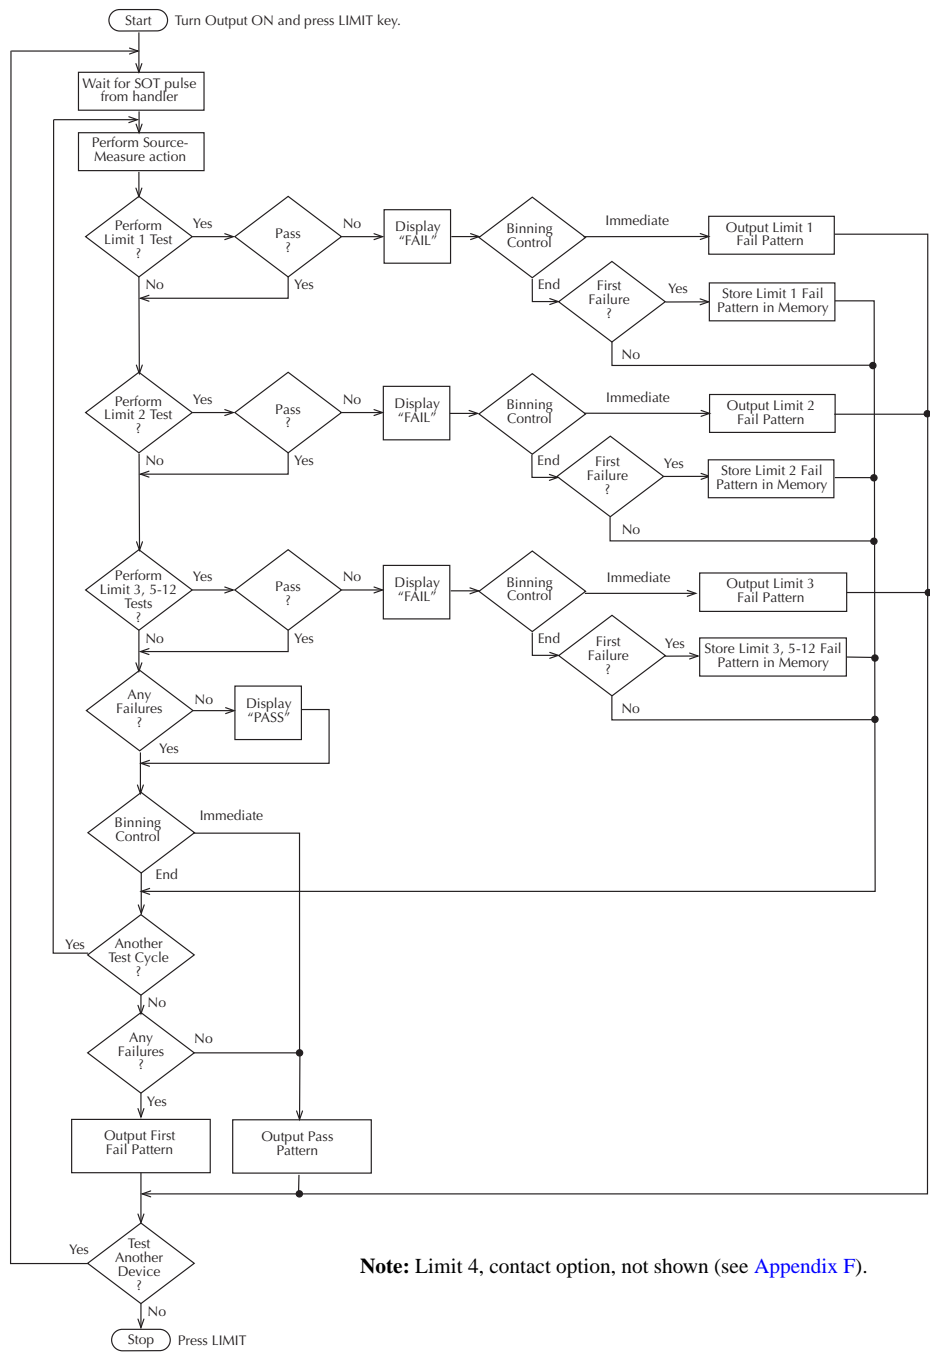 Start
Turn Output ON and press LIMIT key.
Wait for SOT pulse
from handler
Perform Source-
Measure action
Perform
Limit 1 Test
?
Yes
No
Pass
?
No
Yes
Display
“FAIL”
Binning
Control
Immediate
End
Output Limit 1
Fail Pattern
First
Failure
?
Yes
No
Store Limit 1 Fail
Pattern in Memory
Perform
Limit 2 Test
?
Yes
No
Pass
?
No
Yes
Display
“FAIL”
Binning
Control
Immediate
End
Output Limit 2
Fail Pattern
First
Failure
?
Yes
No
Store Limit 2 Fail
Pattern in Memory
Perform
Limit 3, 5-12
Tests
?
Yes
No
Pass
?
No
Yes
Display
“FAIL”
Binning
Control
Immediate
End
Output Limit 3
Fail Pattern
First
Failure
?
Yes
No
Store Limit 3, 5-12 Fail
Pattern in Memory
Any
Failures
?
No
Yes
Display
“PASS”
Binning
Control
Immediate
End
Another
Test Cycle
?
Yes
No
Any
Failures
?
No
Yes
Output First
Fail Pattern
Output Pass
Pattern
Test
Another
Device
?
Yes
No
Note: Limit 4, contact option, not shown (see Appendix F).
Stop
Press LIMIT